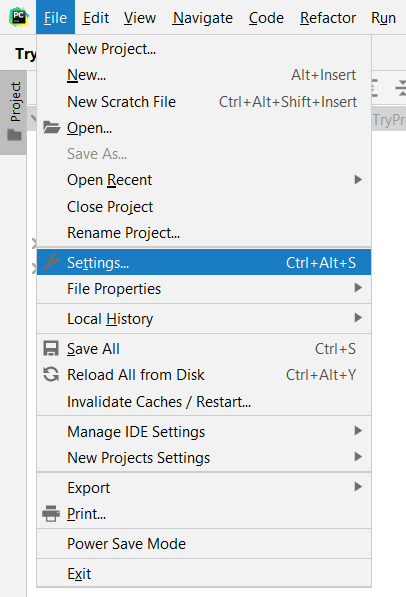 PC File Edit View Navigate Code Refactor Run
Try
Project
TryPr
New Project...
New... Alt+Insert
New Scratch File Ctrl+Alt+Shift+Insert
Open...
Save As...
Open Recent
Close Project
Rename Project...
Settings... Ctrl+Alt+S
File Properties
Local History
Save All Ctrl+S
Reload All from Disk Ctrl+Alt+Y
Invalidate Caches / Restart...
Manage IDE Settings
New Projects Settings
Export
Print...
Power Save Mode
Exit